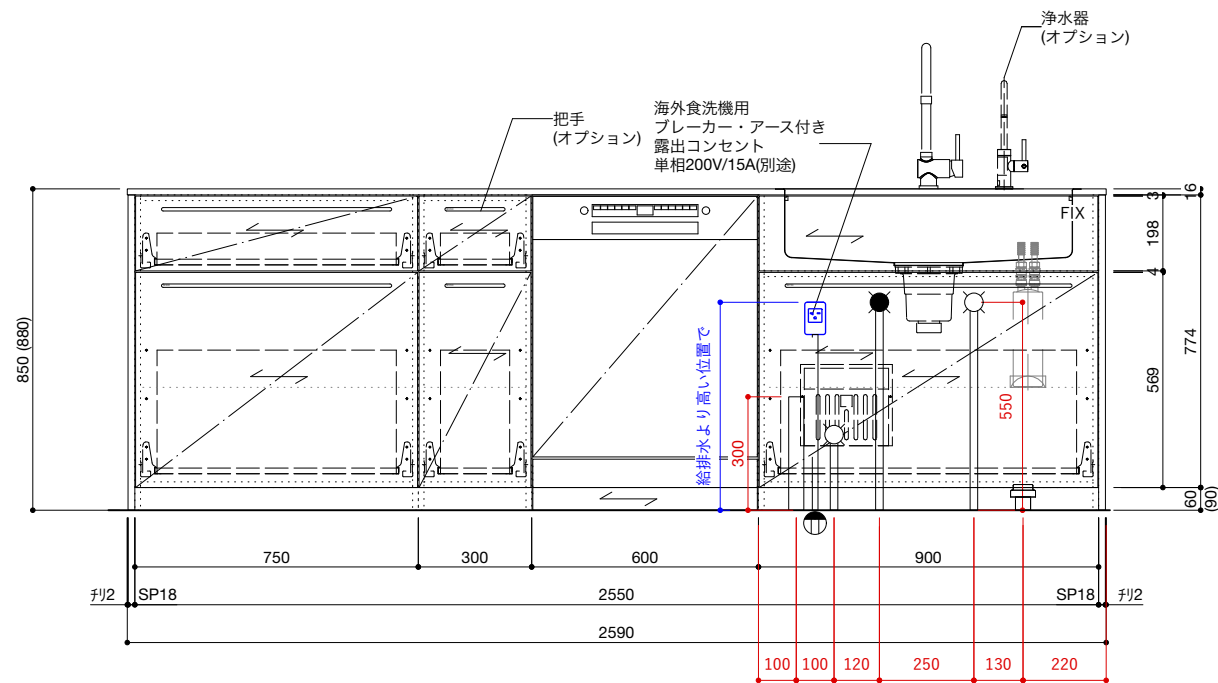 浄水器
(オプション)
把手
(オプション)
海外食洗機用
ブレーカー・アース付き
露出コンセント
単相200V/15A(別途)
FIX
16
3
198
4
774
569
60
(90)
850 (880)
給排水より高い位置で
300
550
750
300
600
900
ﾁﾘ2
SP18
2550
SP18
ﾁﾘ2
2590
100
100
120
250
130
220